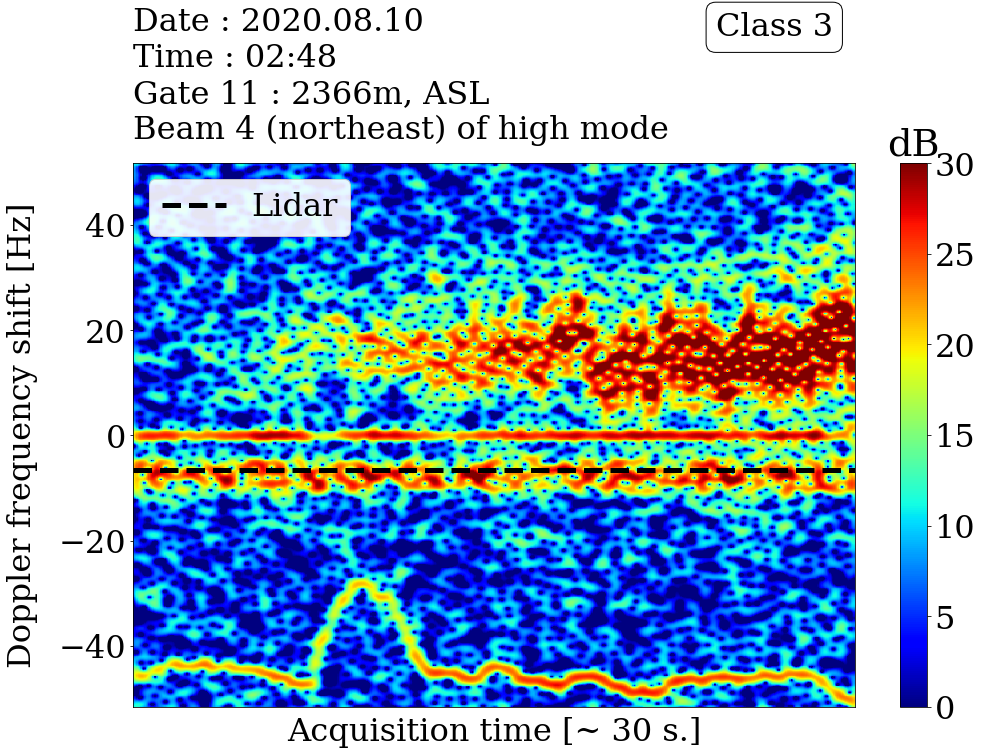 Date : 2020.08.10
Time : 02:48
Gate 11 : 2366m, ASL
Beam 4 (northeast) of high mode
Class 3
dB
Lidar
Doppler frequency shift [Hz]
40
20
0
−20
−40
Acquisition time [~ 30 s.]
30
25
20
15
10
5
0